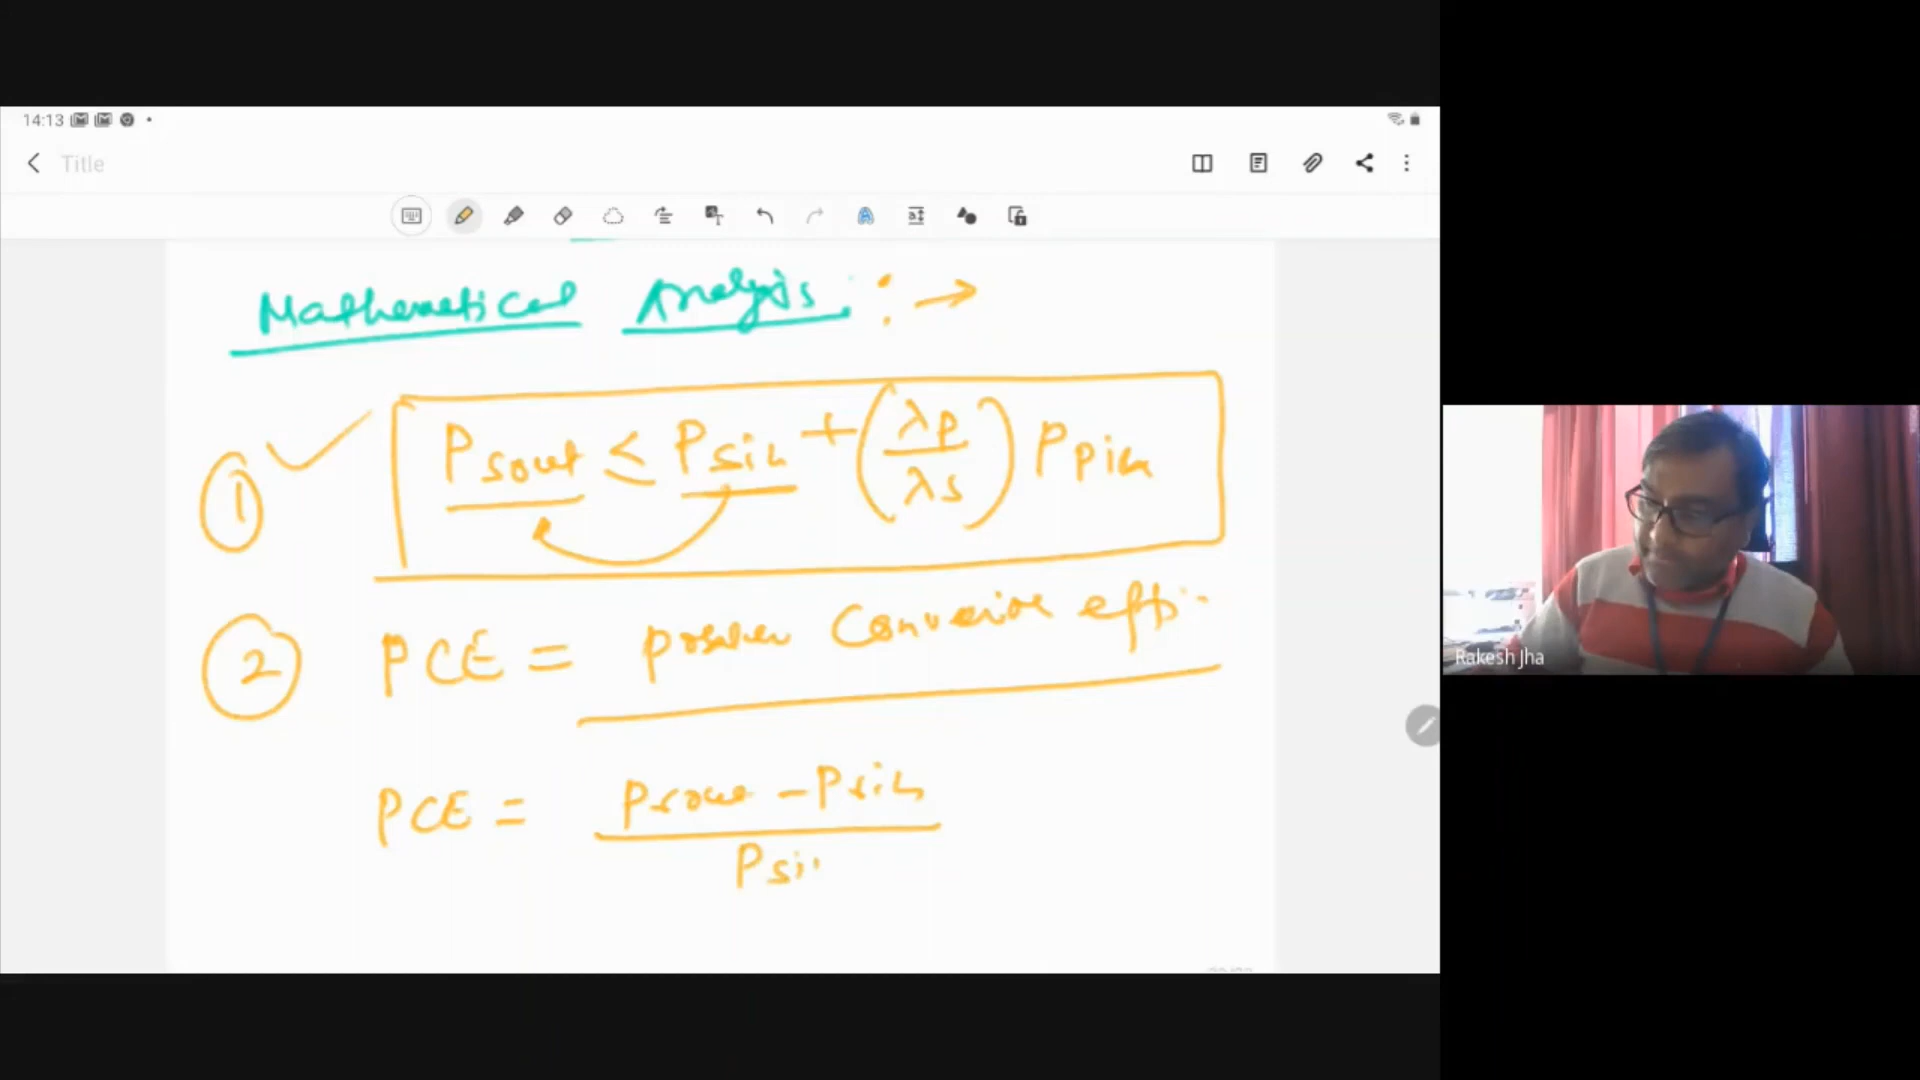 14:13
Title
Mathematical Analysis : →
① ✓ Psout ≤ Psin + (λp/λs) Ppin
② PCE = power Conversion effi.
PCE = Psout - Psin
Psi
Rakesh Jha